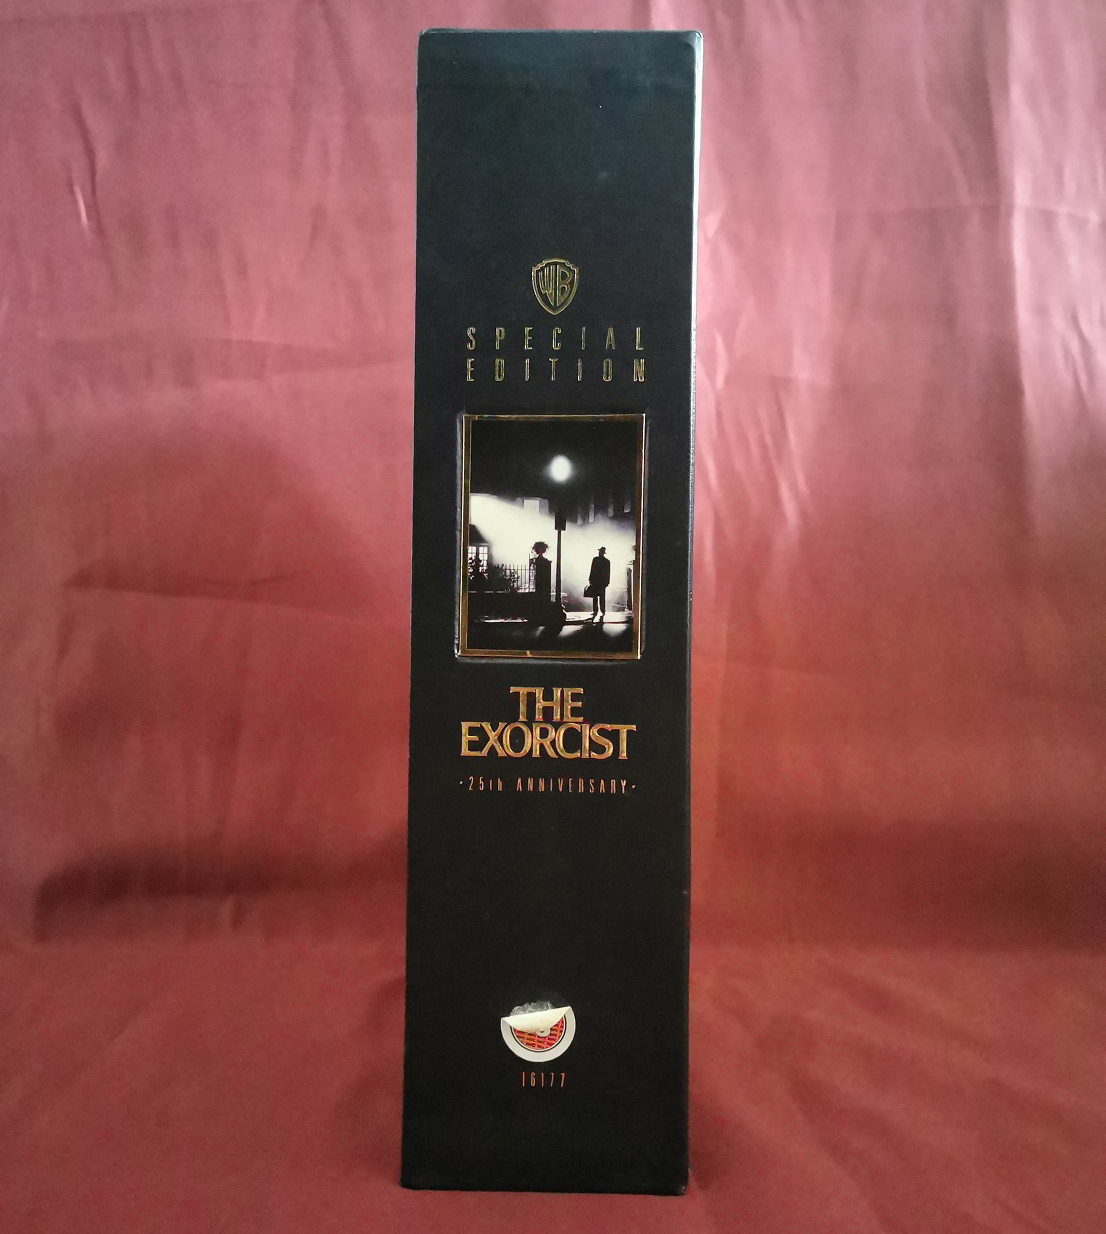 WB
SPECIAL
EDITION
THE
EXORCIST
·25th ANNIVERSARY·
16177